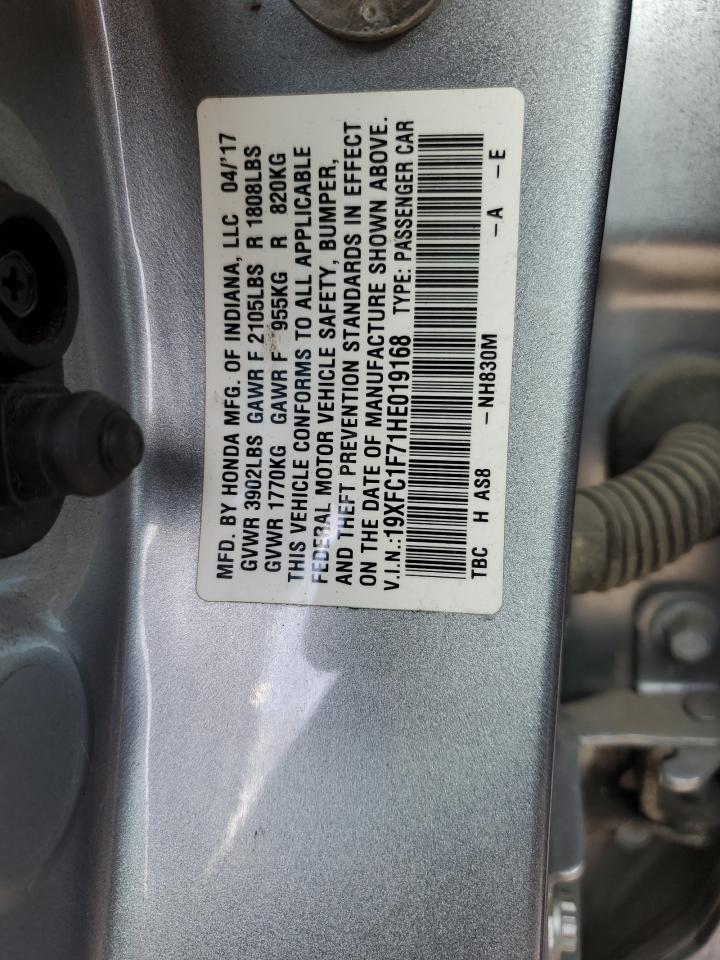 MFD. BY HONDA MFG. OF INDIANA, LLC 04/'17
GVWR 3902LBS GAWR F 2105LBS R 1808LBS
GVWR 1770KG GAWR F 955KG R 820KG
THIS VEHICLE CONFORMS TO ALL APPLICABLE
FEDERAL MOTOR VEHICLE SAFETY, BUMPER,
AND THEFT PREVENTION STANDARDS IN EFFECT
ON THE DATE OF MANUFACTURE SHOWN ABOVE.
V.I.N.:19XFC1F71HE019168 TYPE: PASSENGER CAR
TBC H AS8 -NH830M -A -E